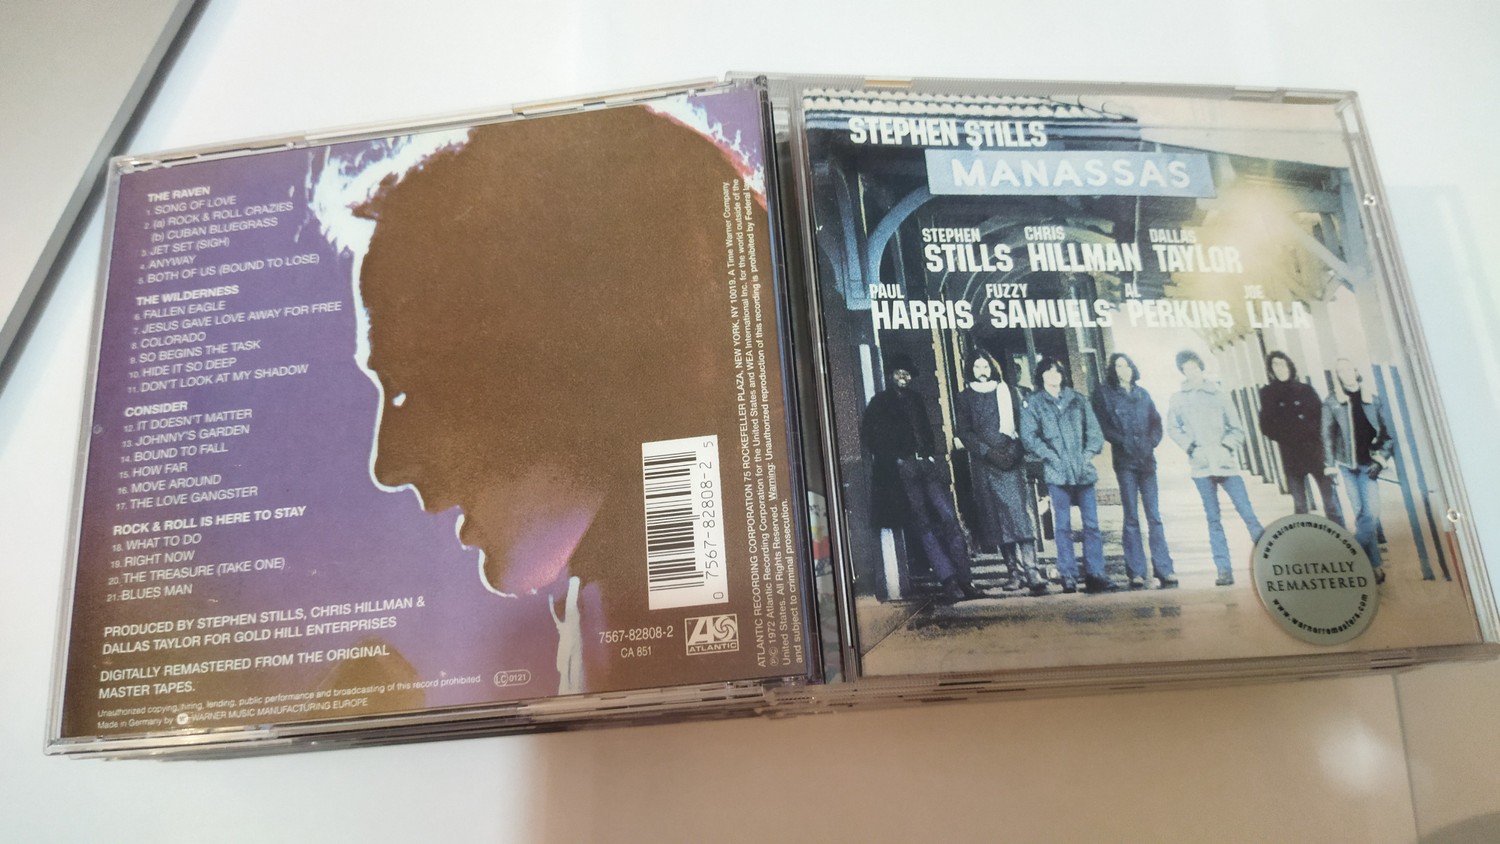 THE RAVEN
1. SONG OF LOVE
2. (a) ROCK & ROLL CRAZIES
(b) CUBAN BLUEGRASS
3. JET SET (SIGH)
4. ANYWAY
5. BOTH OF US (BOUND TO LOSE)
THE WILDERNESS
6. FALLEN EAGLE
7. JESUS GAVE LOVE AWAY FOR FREE
8. COLORADO
9. SO BEGINS THE TASK
10. HIDE IT SO DEEP
11. DON'T LOOK AT MY SHADOW
CONSIDER
12. IT DOESN'T MATTER
13. JOHNNY'S GARDEN
14. BOUND TO FALL
15. HOW FAR
16. MOVE AROUND
17. THE LOVE GANGSTER
ROCK & ROLL IS HERE TO STAY
18. WHAT TO DO
19. RIGHT NOW
20. THE TREASURE (TAKE ONE)
21. BLUES MAN
PRODUCED BY STEPHEN STILLS, CHRIS HILLMAN &
DALLAS TAYLOR FOR GOLD HILL ENTERPRISES
DIGITALLY REMASTERED FROM THE ORIGINAL
MASTER TAPES.
Unauthorized copying, hiring, lending, public performance and broadcasting of this record prohibited.
Made in Germany by WARNER MUSIC MANUFACTURING EUROPE
LC 0121
7567-82808-2
CA 851
ATLANTIC
0 7567-82808-2 5
ATLANTIC RECORDING CORPORATION 75 ROCKEFELLER PLAZA, NEW YORK, NY 10019. A Time Warner Company.
℗© 1972 Atlantic Recording Corporation for the United States and WEA International Inc. for the world outside of the
United States. All Rights Reserved. Warning: Unauthorized reproduction of this recording is prohibited by Federal
and subject to criminal prosecution.
STEPHEN STILLS
MANASSAS
STEPHEN CHRIS DALLAS
STILLS HILLMAN TAYLOR
PAUL FUZZY AL JOE
HARRIS SAMUELS PERKINS LALA
www.warnerremasters.com
DIGITALLY
REMASTERED
www.warnerremasters.com